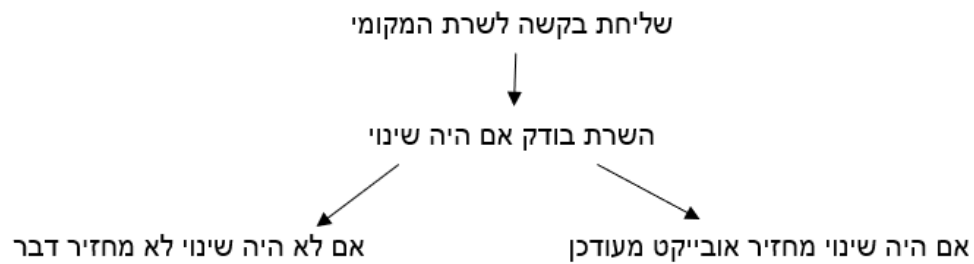 שליחת בקשה לשרת המקומי
השרת בודק אם היה שינוי
אם היה שינוי מחזיר אובייקט מעודכן
אם לא היה שינוי לא מחזיר דבר